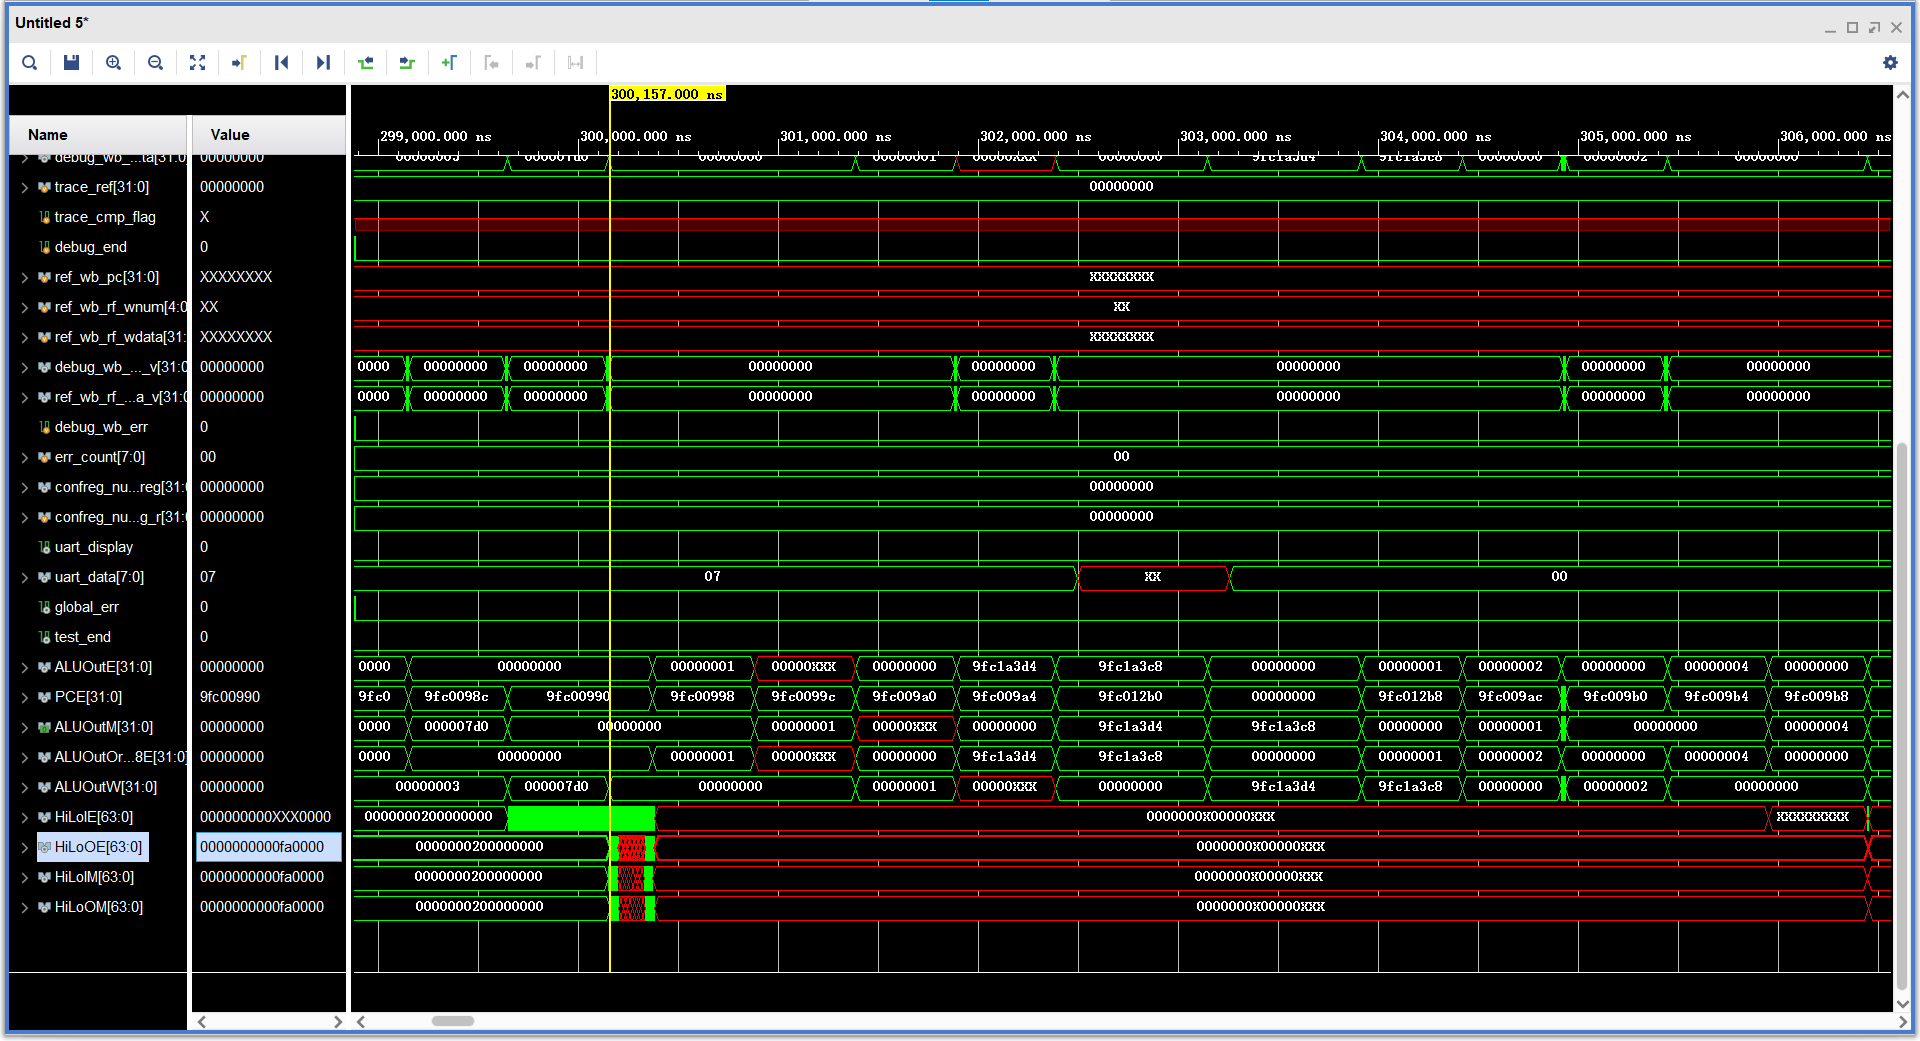 Untitled 5*
300,157.000 ns
Name Value
299,000.000 ns 300,000.000 ns 301,000.000 ns 302,000.000 ns 303,000.000 ns 304,000.000 ns 305,000.000 ns 306,000.000 ns
debug_wb_...ta[31:0] 00000000 00000003 000007d0 00000000 00000001 00000XXX 00000000 9fc1a3d4 9fc1a3c8 00000000 00000002 00000000
trace_ref[31:0] 00000000 00000000
trace_cmp_flag X
debug_end 0
ref_wb_pc[31:0] XXXXXXXX XXXXXXXX
ref_wb_rf_wnum[4:0 XX XX
ref_wb_rf_wdata[31: XXXXXXXX XXXXXXXX
debug_wb_..._v[31:0 00000000 0000 00000000 00000000 00000000 00000000 00000000 00000000 00000000
ref_wb_rf_...a_v[31:0 00000000 0000 00000000 00000000 00000000 00000000 00000000 00000000 00000000
debug_wb_err 0
err_count[7:0] 00 00
confreg_nu...reg[31:0 00000000 00000000
confreg_nu...g_r[31:0 00000000 00000000
uart_display 0
uart_data[7:0] 07 07 XX 00
global_err 0
test_end 0
ALUOutE[31:0] 00000000 0000 00000000 00000001 00000XXX 00000000 9fc1a3d4 9fc1a3c8 00000000 00000001 00000002 00000000 00000004 00000000
PCE[31:0] 9fc00990 9fc0 9fc0098c 9fc00990 9fc00998 9fc0099c 9fc009a0 9fc009a4 9fc012b0 00000000 9fc012b8 9fc009ac 9fc009b0 9fc009b4 9fc009b8
ALUOutM[31:0] 00000000 0000 000007d0 00000000 00000001 00000XXX 00000000 9fc1a3d4 9fc1a3c8 00000000 00000001 00000000 00000004
ALUOutOr...8E[31:0] 00000000 0000 00000000 00000001 00000XXX 00000000 9fc1a3d4 9fc1a3c8 00000000 00000001 00000002 00000000 00000004 00000000
ALUOutW[31:0] 00000000 00000003 000007d0 00000000 00000001 00000XXX 00000000 9fc1a3d4 9fc1a3c8 00000000 00000002 00000000
HiLoIE[63:0] 000000000XXX0000 0000000200000000 0000000X00000XXX XXXXXXXXX
HiLoOE[63:0] 0000000000fa0000 0000000200000000 0000000X00000XXX
HiLoIM[63:0] 0000000000fa0000 0000000200000000 0000000X00000XXX
HiLoOM[63:0] 0000000000fa0000 0000000200000000 0000000X00000XXX